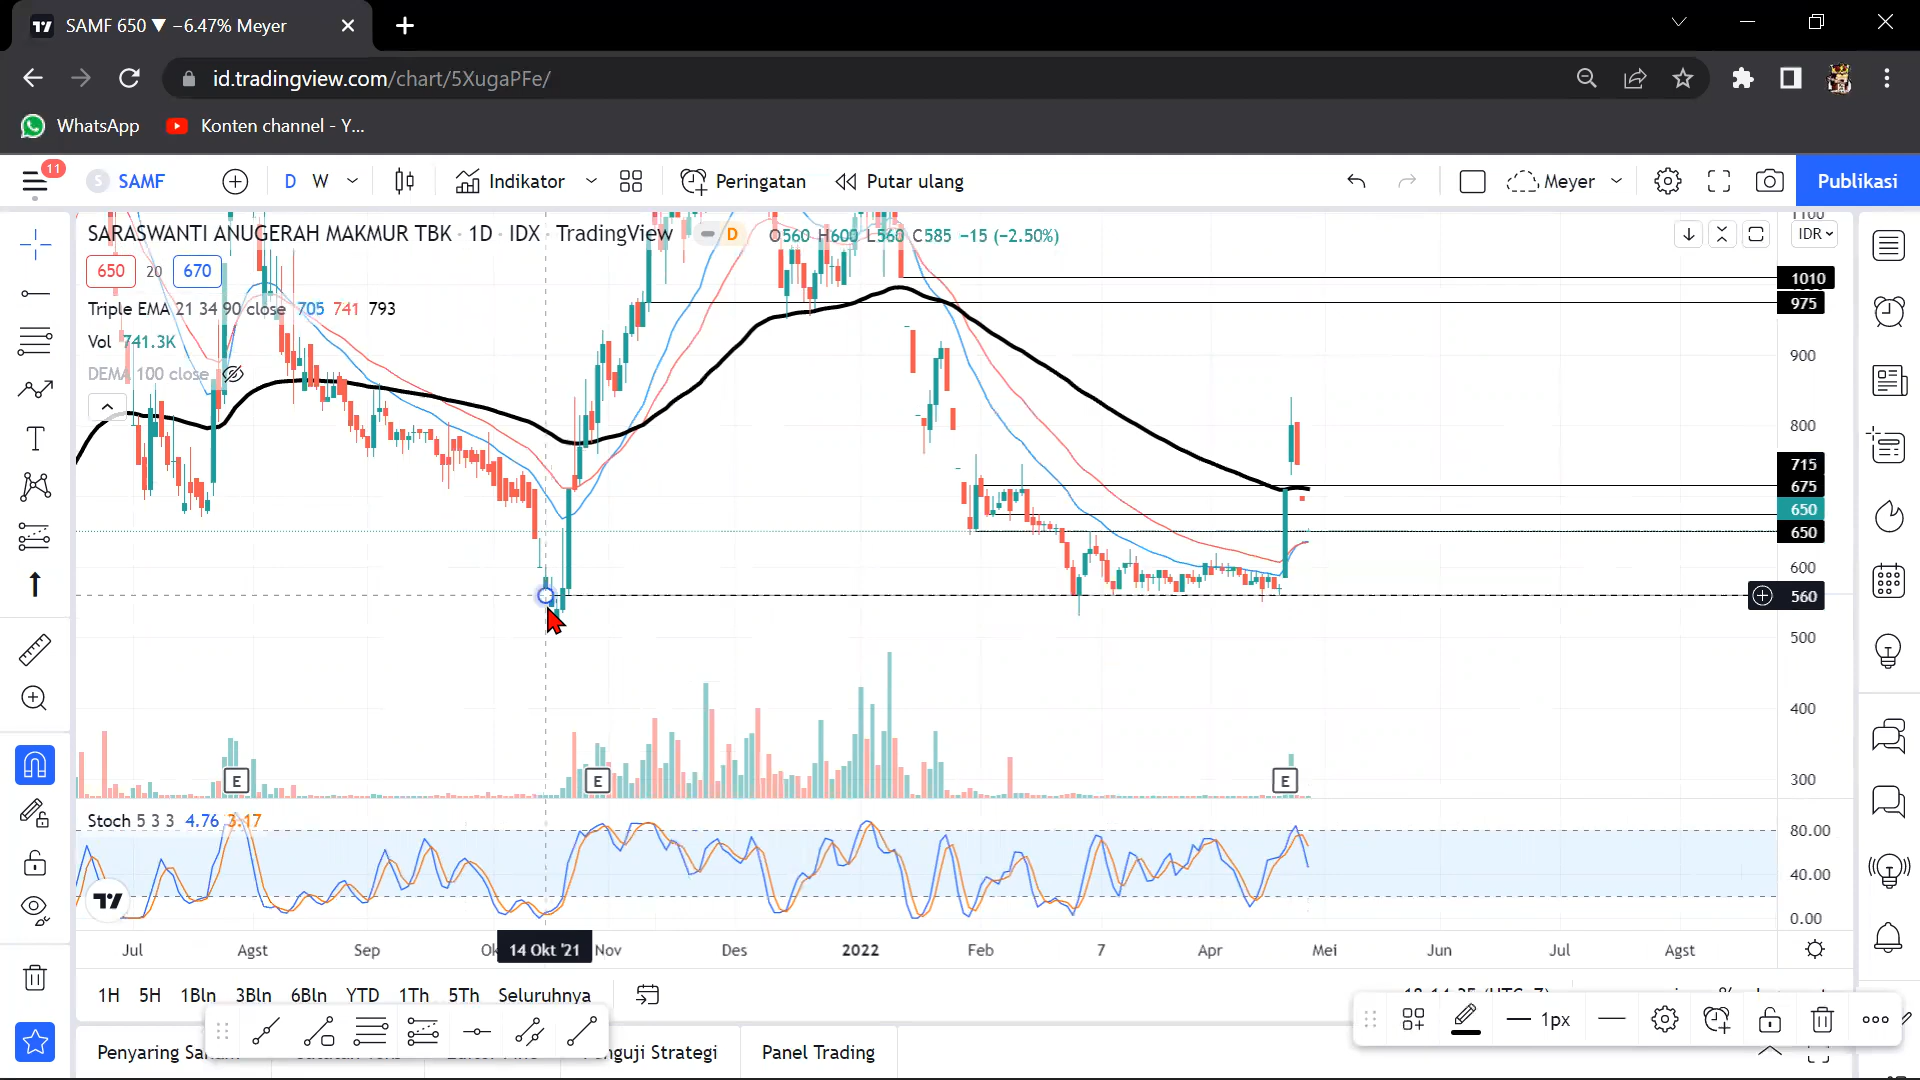 SAMF 650 ▼ −6.47% Meyer
id.tradingview.com/chart/5XugaPFe/
WhatsApp
Konten channel - Y...
11
S SAMF
D W
Indikator
Peringatan
Putar ulang
Meyer
Publikasi
SARASWANTI ANUGERAH MAKMUR TBK · 1D · IDX · TradingView
D
O560 H600 L560 C585 −15 (−2.50%)
650 20 670
Triple EMA 21 34 90 close 705 741 793
Vol 741.3K
DEMA 100 close
1100
IDR
1010
975
900
800
715
675
650
650
600
560
500
400
300
E E E
Stoch 5 3 3 4.76 3.17
80.00
40.00
0.00
Jul Agst Sep 14 Okt '21 Nov Des 2022 Feb 7 Apr Mei Jun Jul Agst
1H 5H 1Bln 3Bln 6Bln YTD 1Th 5Th Seluruhnya
1px
Penyaring
Strategi
Panel Trading